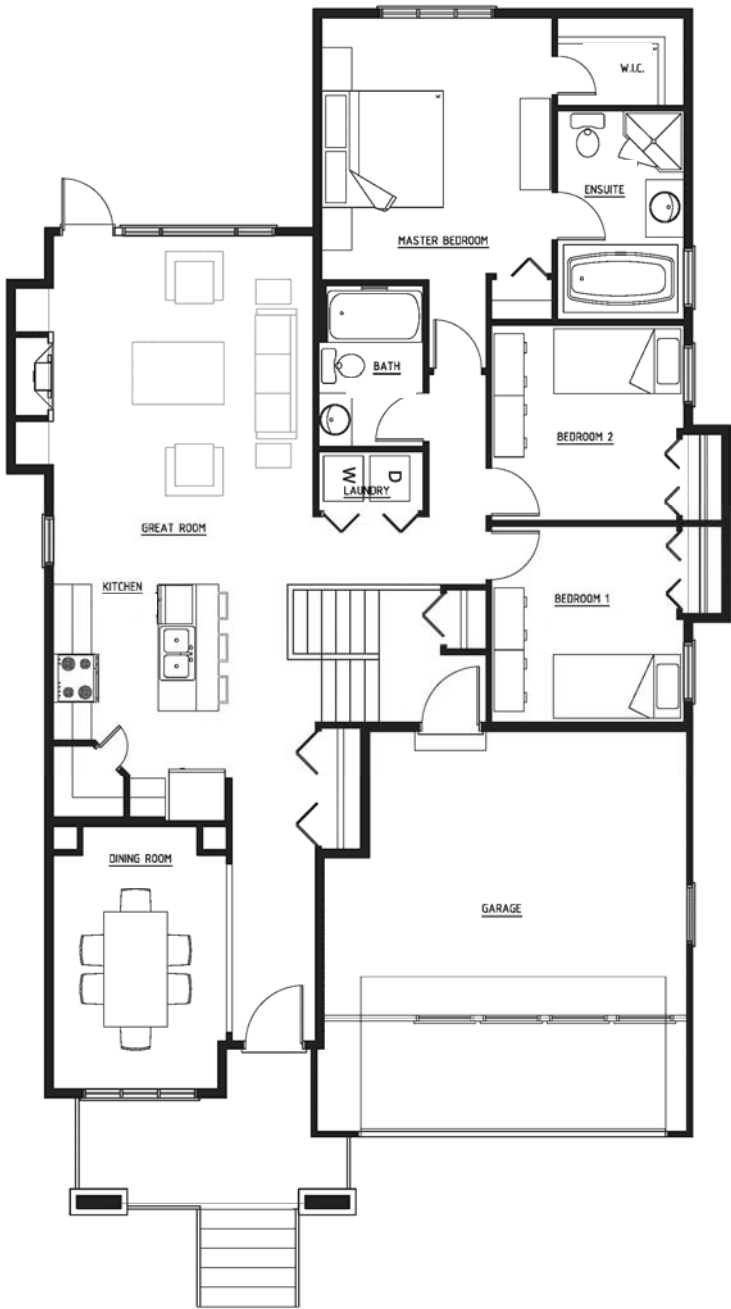 W.I.C.
ENSUITE
MASTER BEDROOM
BATH
BEDROOM 2
W
D
LAUNDRY
GREAT ROOM
KITCHEN
BEDROOM 1
DINING ROOM
GARAGE